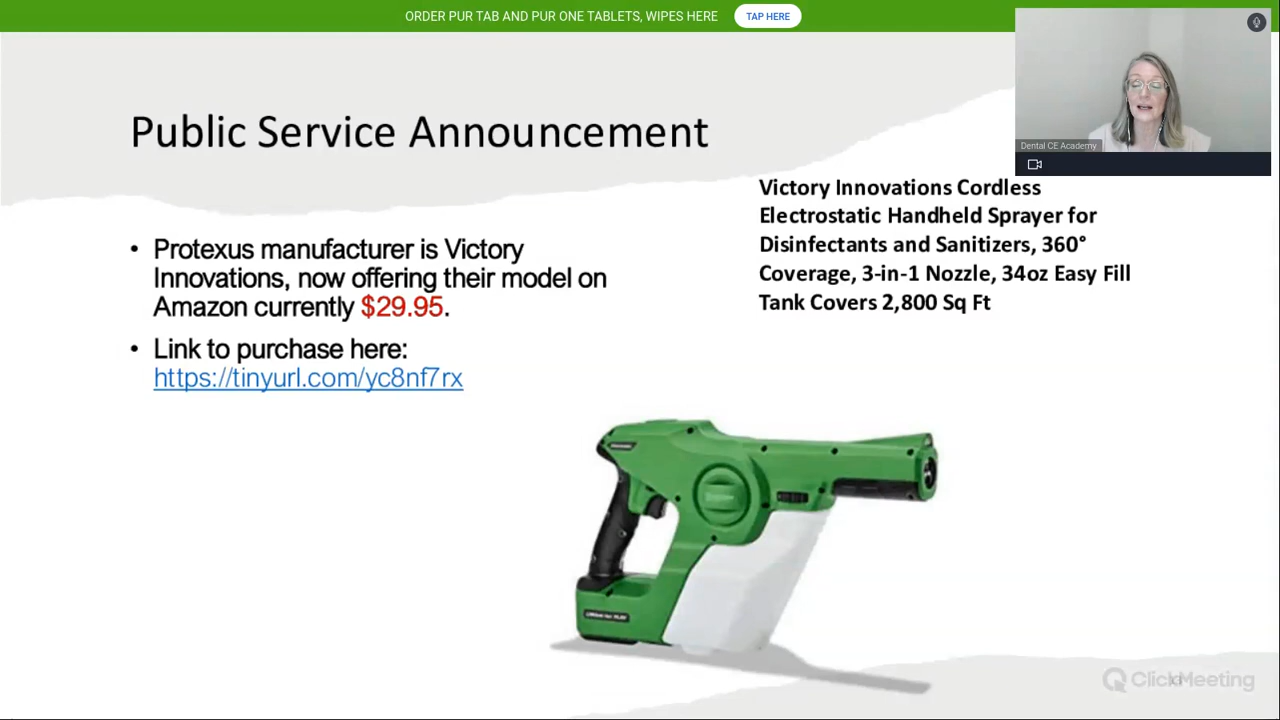 ORDER PUR TAB AND PUR ONE TABLETS, WIPES HERE
TAP HERE
Dental CE Academy
Public Service Announcement
• Protexus manufacturer is Victory
Innovations, now offering their model on
Amazon currently $29.95.
• Link to purchase here:
https://tinyurl.com/yc8nf7rx
Victory Innovations Cordless
Electrostatic Handheld Sprayer for
Disinfectants and Sanitizers, 360°
Coverage, 3-in-1 Nozzle, 34oz Easy Fill
Tank Covers 2,800 Sq Ft
ClickMeeting